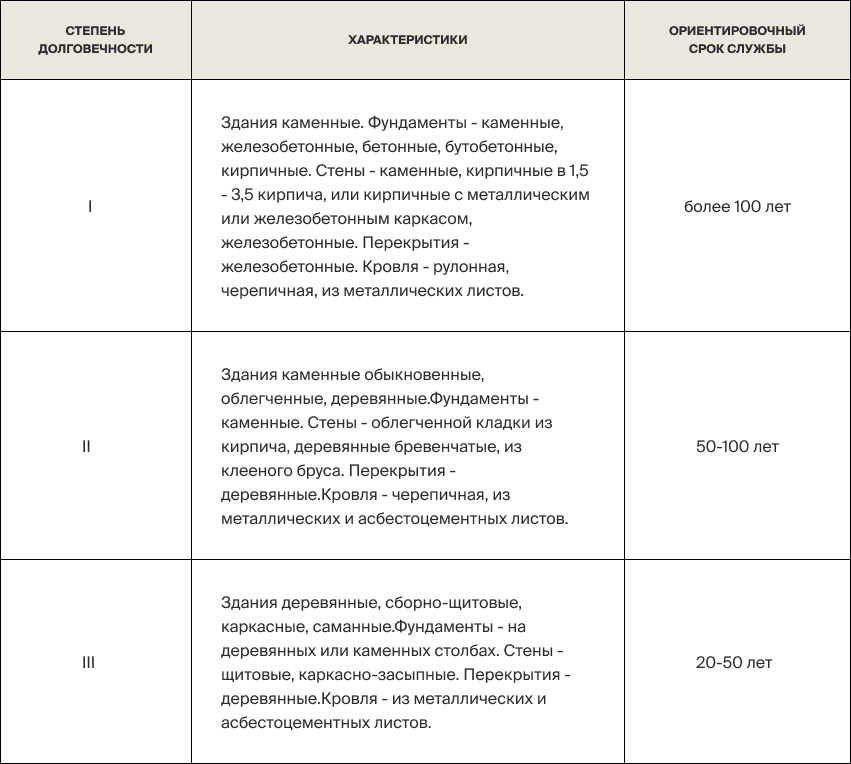 СТЕПЕНЬ
ДОЛГОВЕЧНОСТИ
ХАРАКТЕРИСТИКИ
ОРИЕНТИРОВОЧНЫЙ
СРОК СЛУЖБЫ
I
Здания каменные. Фундаменты - каменные,
железобетонные, бетонные, бутобетонные,
кирпичные. Стены - каменные, кирпичные в 1,5
- 3,5 кирпича, или кирпичные с металлическим
или железобетонным каркасом,
железобетонные. Перекрытия -
железобетонные. Кровля - рулонная,
черепичная, из металлических листов.
более 100 лет
II
Здания каменные обыкновенные,
облегченные, деревянные.Фундаменты -
каменные. Стены - облегченной кладки из
кирпича, деревянные бревенчатые, из
клееного бруса. Перекрытия -
деревянные.Кровля - черепичная, из
металлических и асбестоцементных листов.
50-100 лет
III
Здания деревянные, сборно-щитовые,
каркасные, саманные.Фундаменты - на
деревянных или каменных столбах. Стены -
щитовые, каркасно-засыпные. Перекрытия -
деревянные.Кровля - из металлических и
асбестоцементных листов.
20-50 лет